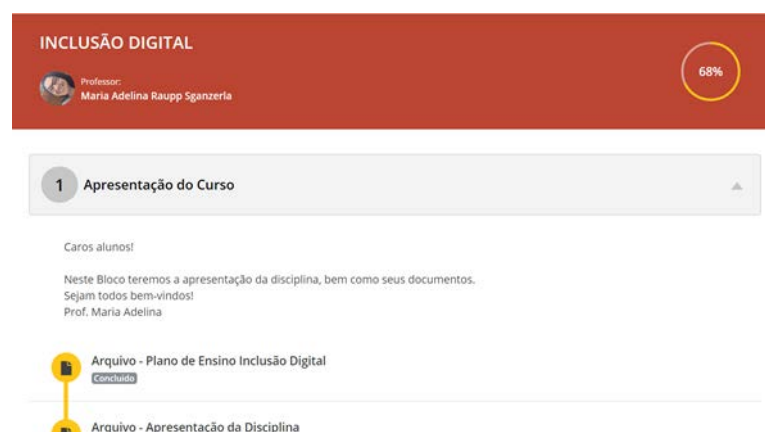 INCLUSÃO DIGITAL
Professor:
Maria Adelina Raupp Sganzerla
68%
1 Apresentação do Curso
Caros alunos!
Neste Bloco teremos a apresentação da disciplina, bem como seus documentos.
Sejam todos bem-vindos!
Prof. Maria Adelina
Arquivo - Plano de Ensino Inclusão Digital
Concluído
Arquivo - Apresentação da Disciplina